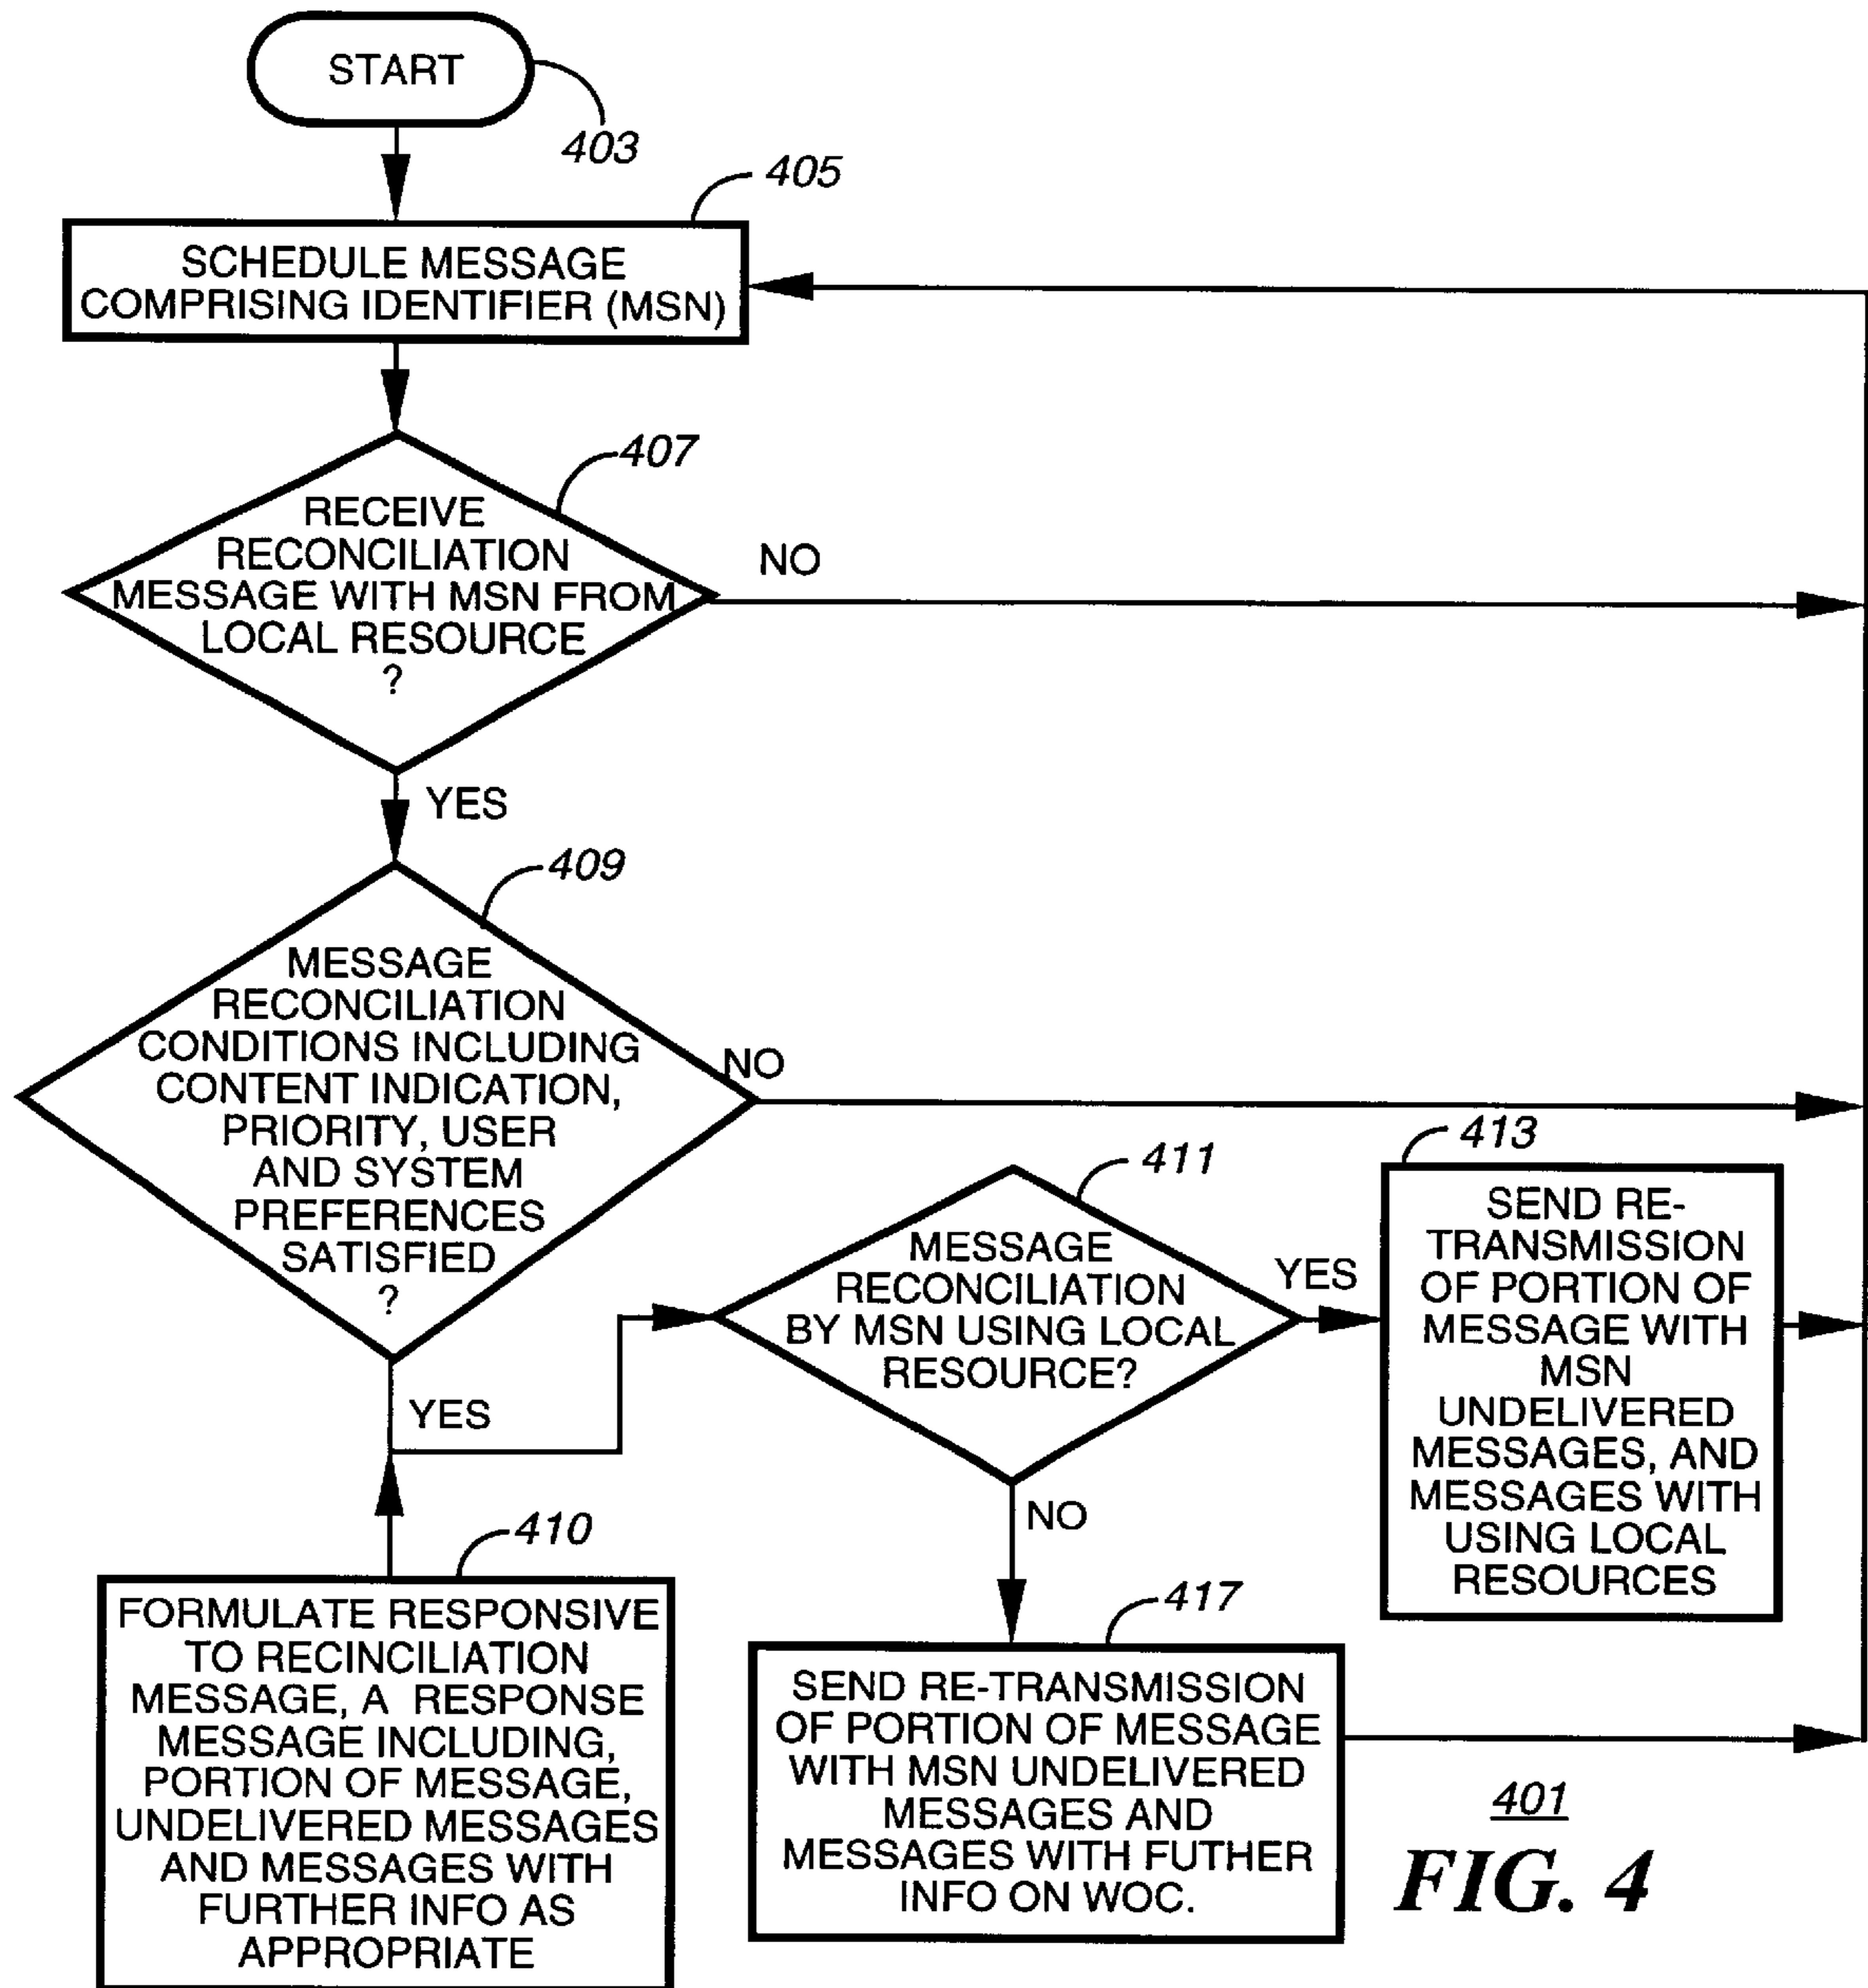 START
403
405
SCHEDULE MESSAGE
COMPRISING IDENTIFIER (MSN)
407
RECEIVE
RECONCILIATION
MESSAGE WITH MSN FROM
LOCAL RESOURCE
?
NO
YES
409
MESSAGE
RECONCILIATION
CONDITIONS INCLUDING
CONTENT INDICATION,
PRIORITY, USER
AND SYSTEM
PREFERENCES
SATISFIED
?
NO
YES
411
MESSAGE
RECONCILIATION
BY MSN USING LOCAL
RESOURCE?
YES
NO
413
SEND RE-
TRANSMISSION
OF PORTION OF
MESSAGE WITH
MSN
UNDELIVERED
MESSAGES, AND
MESSAGES WITH
USING LOCAL
RESOURCES
410
FORMULATE RESPONSIVE
TO RECINCILIATION
MESSAGE, A RESPONSE
MESSAGE INCLUDING,
PORTION OF MESSAGE,
UNDELIVERED MESSAGES
AND MESSAGES WITH
FURTHER INFO AS
APPROPRIATE
417
SEND RE-TRANSMISSION
OF PORTION OF MESSAGE
WITH MSN UNDELIVERED
MESSAGES AND
MESSAGES WITH FUTHER
INFO ON WOC.
401
FIG. 4